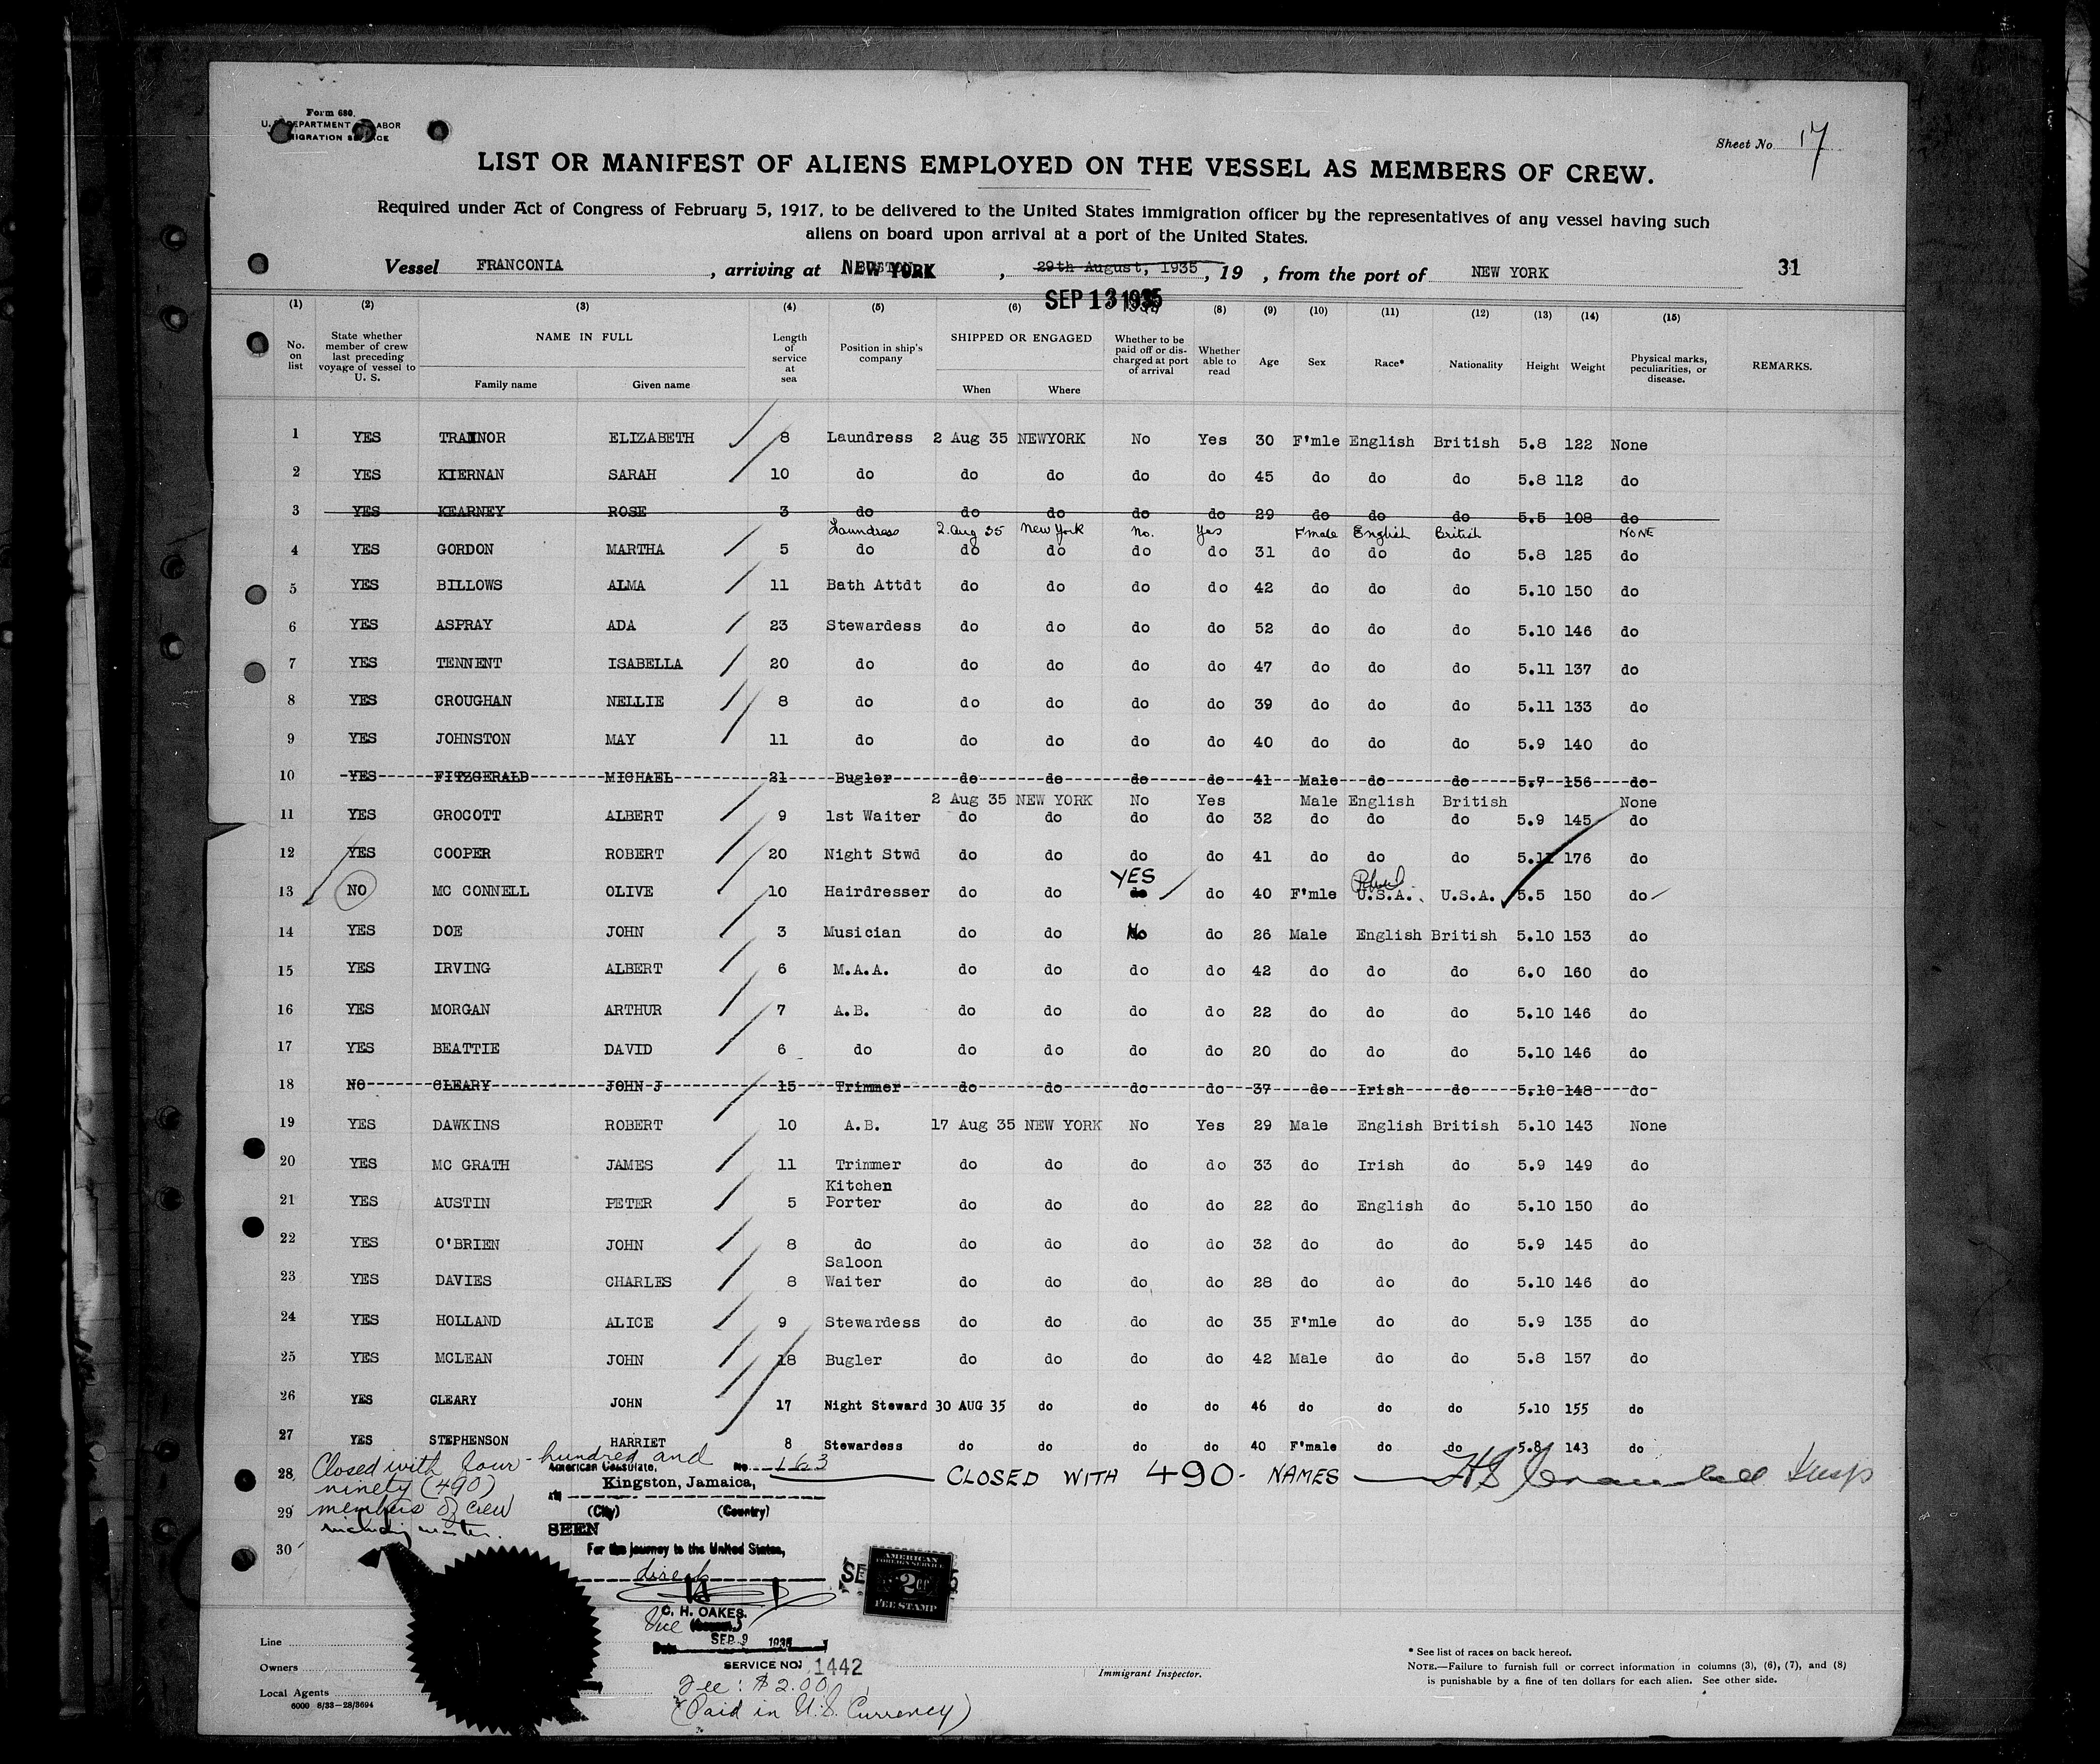 Form 680.
U. S. DEPARTMENT OF LABOR
IMMIGRATION SERVICE
Sheet No. 17
LIST OR MANIFEST OF ALIENS EMPLOYED ON THE VESSEL AS MEMBERS OF CREW.
Required under Act of Congress of February 5, 1917, to be delivered to the United States immigration officer by the representatives of any vessel having such
aliens on board upon arrival at a port of the United States.
Vessel FRANCONIA, arriving at NEW YORK, 29th August, 1935, 19 , from the port of NEW YORK 31
SEP 13 1935
(1) (2) (3) (4) (5) (6) (8) (9) (10) (11) (12) (13) (14) (15)
No. on list State whether member of crew last preceding voyage of vessel to U. S. NAME IN FULL Family name Given name Length of service at sea Position in ship's company SHIPPED OR ENGAGED When Where Whether to be paid off or discharged at port of arrival Whether able to read Age Sex Race* Nationality Height Weight Physical marks, peculiarities, or disease. REMARKS.
1 YES TRAINOR ELIZABETH 8 Laundress 2 Aug 35 NEWYORK No Yes 30 F'mle English British 5.8 122 None
2 YES KIERNAN SARAH 10 do do do do do 45 do do do 5.8 112 do
3 YES KEARNEY ROSE 3 do do do do do 29 do do do 5.5 108 do
Laundress 2. Aug 35 New York No. Yes Fmale English British NONE
4 YES GORDON MARTHA 5 do do do do do 31 do do do 5.8 125 do
5 YES BILLOWS ALMA 11 Bath Attdt do do do do 42 do do do 5.10 150 do
6 YES ASPRAY ADA 23 Stewardess do do do do 52 do do do 5.10 146 do
7 YES TENNENT ISABELLA 20 do do do do do 47 do do do 5.11 137 do
8 YES CROUGHAN NELLIE 8 do do do do do 39 do do do 5.11 133 do
9 YES JOHNSTON MAY 11 do do do do do 40 do do do 5.9 140 do
10 YES FITZGERALD MICHAEL 21 Bugler do do do do 41 Male do do 5.7 156 do
2 Aug 35 NEW YORK No Yes Male English British None
11 YES GROCOTT ALBERT 9 1st Waiter do do do do 32 do do do 5.9 145 do
12 YES COOPER ROBERT 20 Night Stwd do do do do 41 do do do 5.11 176 do
YES
13 NO MC CONNELL OLIVE 10 Hairdresser do do do do 40 F'mle U.S.A. U.S.A. 5.5 150 do
14 YES DOE JOHN 3 Musician do do No do 26 Male English British 5.10 153 do
15 YES IRVING ALBERT 6 M.A.A. do do do do 42 do do do 6.0 160 do
16 YES MORGAN ARTHUR 7 A.B. do do do do 22 do do do 5.10 146 do
17 YES BEATTIE DAVID 6 do do do do do 20 do do do 5.10 146 do
18 NO CLEARY JOHN J 15 Trimmer do do do do 37 do Irish do 5.10 148 do
19 YES DAWKINS ROBERT 10 A.B. 17 Aug 35 NEW YORK No Yes 29 Male English British 5.10 143 None
20 YES MC GRATH JAMES 11 Trimmer do do do do 33 do Irish do 5.9 149 do
Kitchen
21 YES AUSTIN PETER 5 Porter do do do do 22 do English do 5.10 150 do
22 YES O'BRIEN JOHN 8 do do do do do 32 do do do 5.9 145 do
Saloon
23 YES DAVIES CHARLES 8 Waiter do do do do 28 do do do 5.10 146 do
24 YES HOLLAND ALICE 9 Stewardess do do do do 35 F'mle do do 5.9 135 do
25 YES MCLEAN JOHN 18 Bugler do do do do 42 Male do do 5.8 157 do
26 YES CLEARY JOHN 17 Night Steward 30 AUG 35 do do do 46 do do do 5.10 155 do
27 YES STEPHENSON HARRIET 8 Stewardess do do do do 40 F'male do do 5.8 143 do
28 Closed with four-hundred and
ninety (490)
29 members of crew
including master.
30
American Consulate, No. 163
Kingston, Jamaica,
at
(City) (Country)
SEEN
For the journey to the United States,
direct
CLOSED WITH 490- NAMES Insp
C. H. OAKES.
Vice
Date SEP 9 1935
SERVICE NO. 1442
Fee: $2.00
(Paid in U.S. Currency)
AMERICAN
FOREIGN SERVICE
$2
FEE STAMP
Line
Owners
Local Agents
6000 8/33—28/3694
Immigrant Inspector.
* See list of races on back hereof.
NOTE.—Failure to furnish full or correct information in columns (3), (6), (7), and (8)
is punishable by a fine of ten dollars for each alien. See other side.